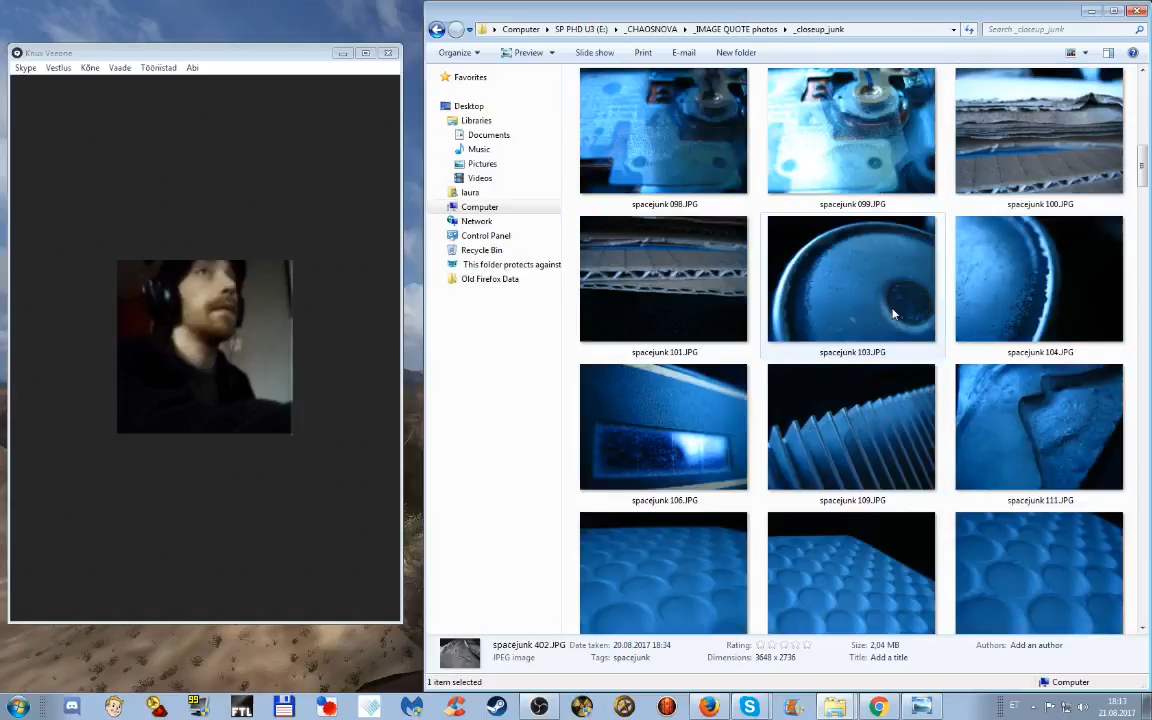 Knux Veeone
Skype Vestlus Kõne Vaade Tööriistad Abi
Computer SP PHD U3 (E:) _CHAOSNOVA _IMAGE QUOTE photos _closeup_junk
Search _closeup_junk
Organize Preview Slide show Print E-mail New folder
Favorites
Desktop
Libraries
Documents
Music
Pictures
Videos
laura
Computer
Network
Control Panel
Recycle Bin
This folder protects against
Old Firefox Data
spacejunk 098.JPG spacejunk 099.JPG spacejunk 100.JPG
spacejunk 101.JPG spacejunk 103.JPG spacejunk 104.JPG
spacejunk 106.JPG spacejunk 109.JPG spacejunk 111.JPG
spacejunk 402.JPG Date taken: 20.08.2017 18:34 Rating: Size: 2,04 MB Authors: Add an author
JPEG image Tags: spacejunk Dimensions: 3648 x 2736 Title: Add a title
1 item selected Computer
99
FTL
ET
18:13
21.08.2017